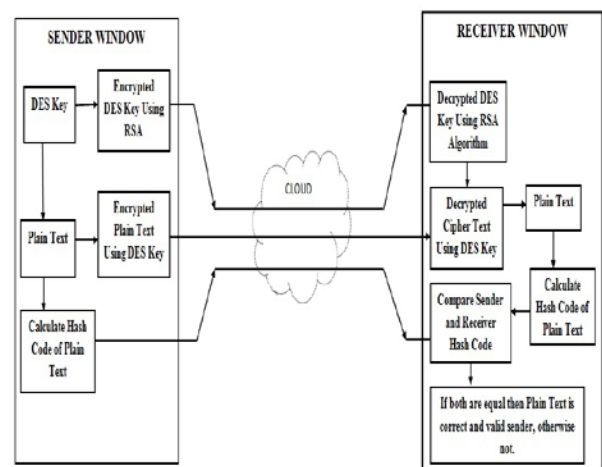 SENDER WINDOW
DES Key
Encrypted
DES Key Using
RSA
Plain Text
Encrypted
Plain Text
Using DES Key
Calculate Hash
Code of Plain
Text
CLOUD
RECEIVER WINDOW
Decrypted DES
Key Using RSA
Algorithm
Decrypted
Cipher Text
Using DES Key
Plain Text
Calculate
Hash Code of
Plain Text
Compare Sender
and Receiver
Hash Code
If both are equal then Plain Text is
correct and valid sender, otherwise
not.